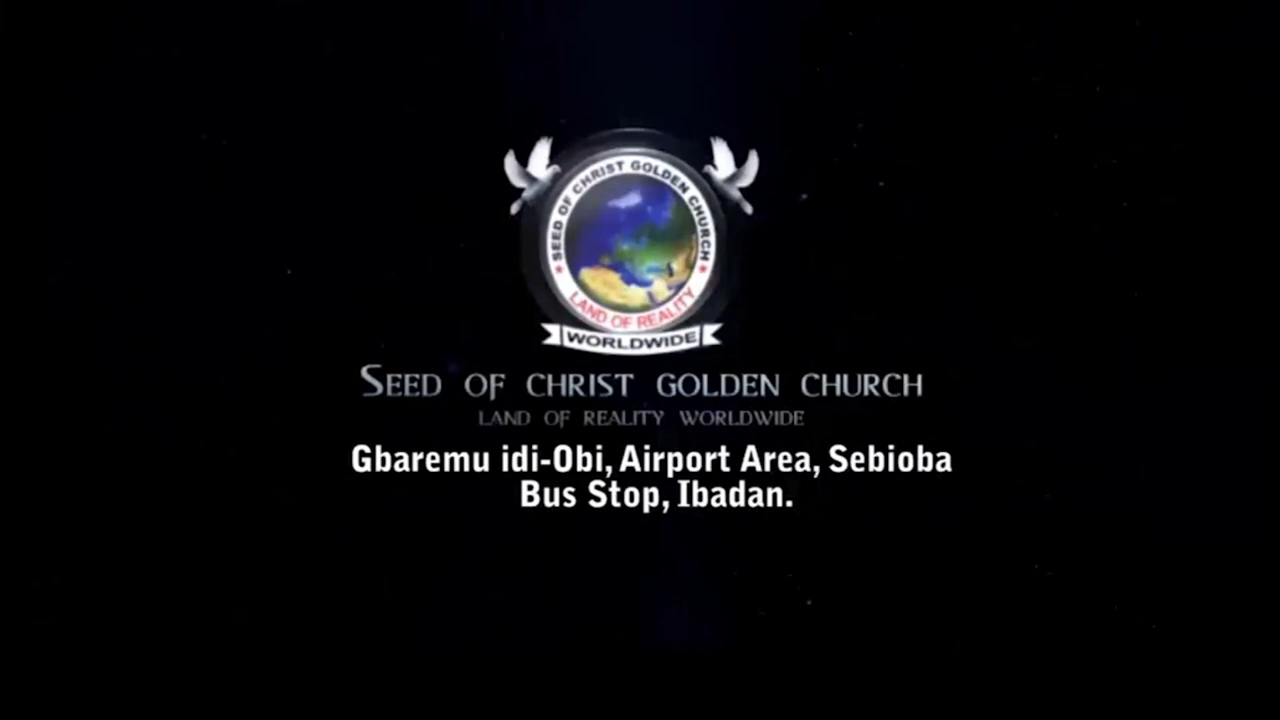 SEED OF CHRIST GOLDEN CHURCH
LAND OF REALITY
WORLDWIDE
SEED OF CHRIST GOLDEN CHURCH
LAND OF REALITY WORLDWIDE
Gbaremu idi-Obi, Airport Area, Sebioba
Bus Stop, Ibadan.